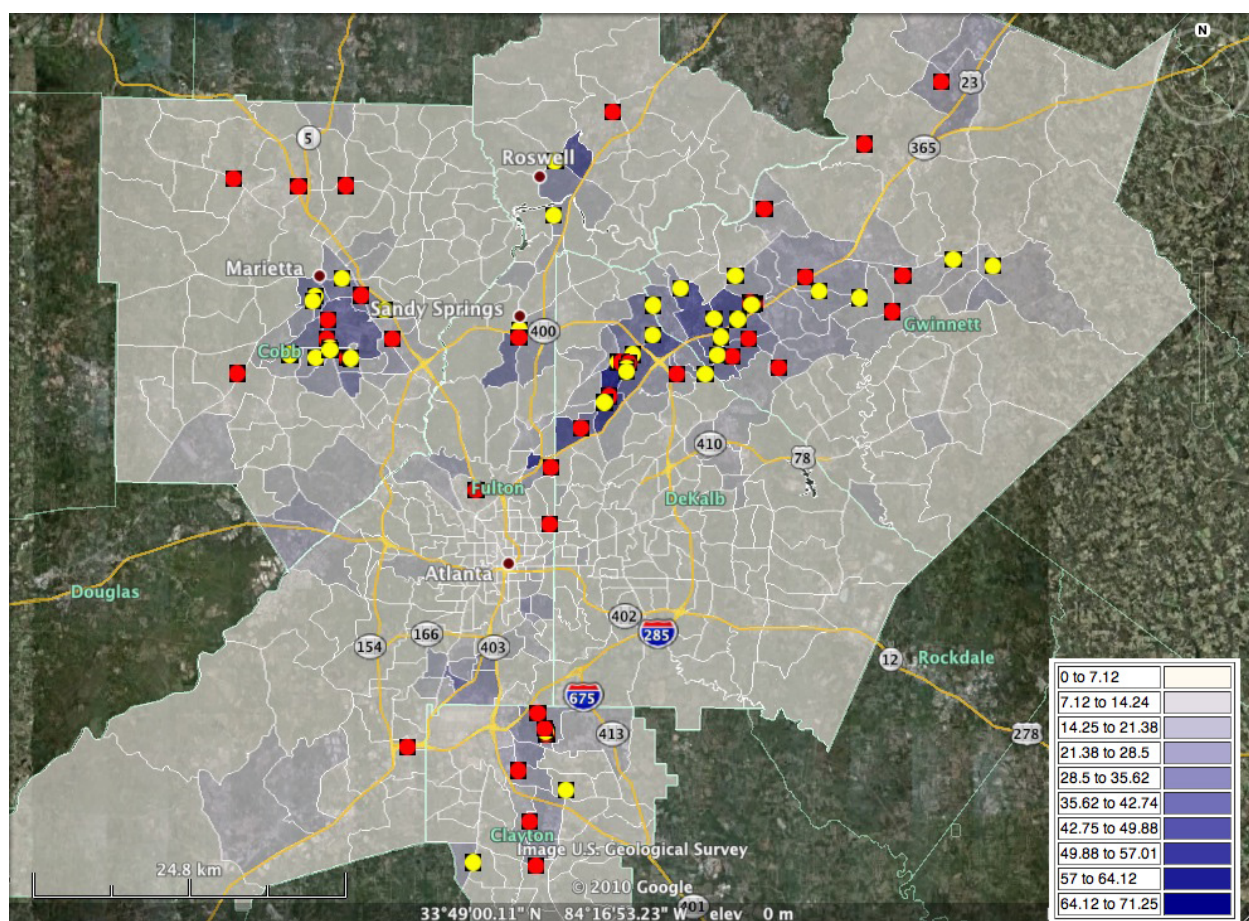 N
23
5
365
Roswell
Marietta
Sandy Springs
400
Gwinnett
Cobb
410
78
Fulton
DeKalb
Atlanta
Douglas
402
166
285
154
403
12
Rockdale
675
413
278
Clayton
Image U.S. Geological Survey
24.8 km
© 2010 Google
401
33°49'00.11" N 84°16'53.23" W elev 0 m
0 to 7.12
7.12 to 14.24
14.25 to 21.38
21.38 to 28.5
28.5 to 35.62
35.62 to 42.74
42.75 to 49.88
49.88 to 57.01
57 to 64.12
64.12 to 71.25